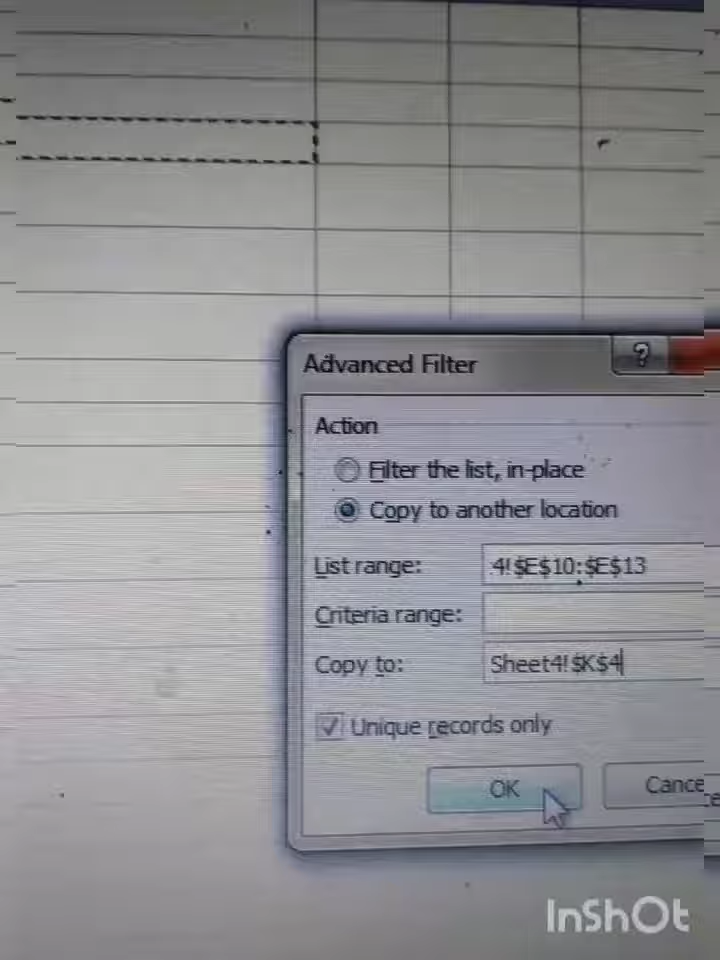 Advanced Filter
?
Action
Filter the list, in-place
Copy to another location
List range: 4!$E$10:$E$13
Criteria range:
Copy to: Sheet4!$K$4
Unique records only
OK Cance
InShOt